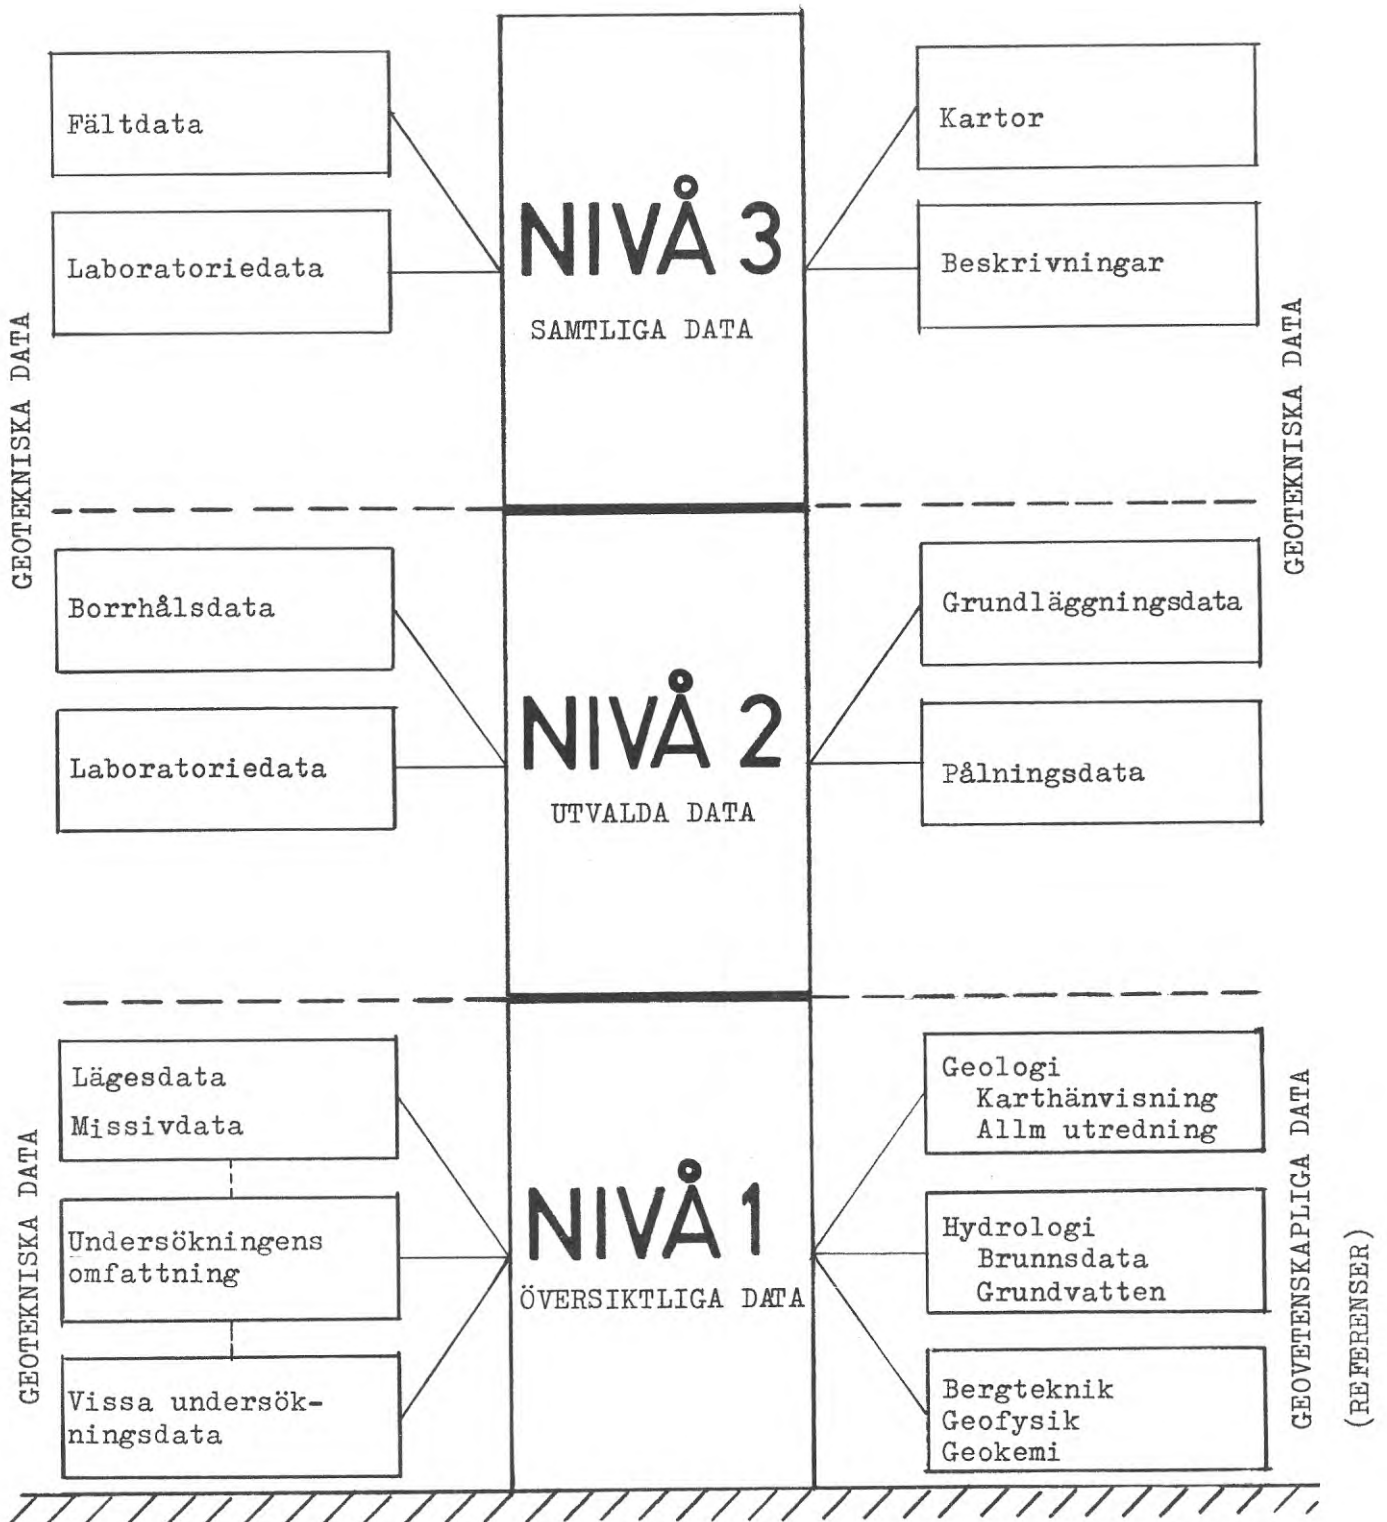 Fältdata
Laboratoriedata
NIVÅ 3
SAMTLIGA DATA
Kartor
Beskrivningar
GEOTEKNISKA DATA
GEOTEKNISKA DATA
Borrhålsdata
Laboratoriedata
NIVÅ 2
UTVALDA DATA
Grundläggningsdata
Pålningsdata
Lägesdata
Missivdata
Undersökningens
omfattning
Vissa undersök-
ningsdata
GEOTEKNISKA DATA
NIVÅ 1
ÖVERSIKTLIGA DATA
Geologi
Karthänvisning
Allm utredning
Hydrologi
Brunnsdata
Grundvatten
Bergteknik
Geofysik
Geokemi
GEOVETENSKAPLIGA DATA
(REFERENSER)